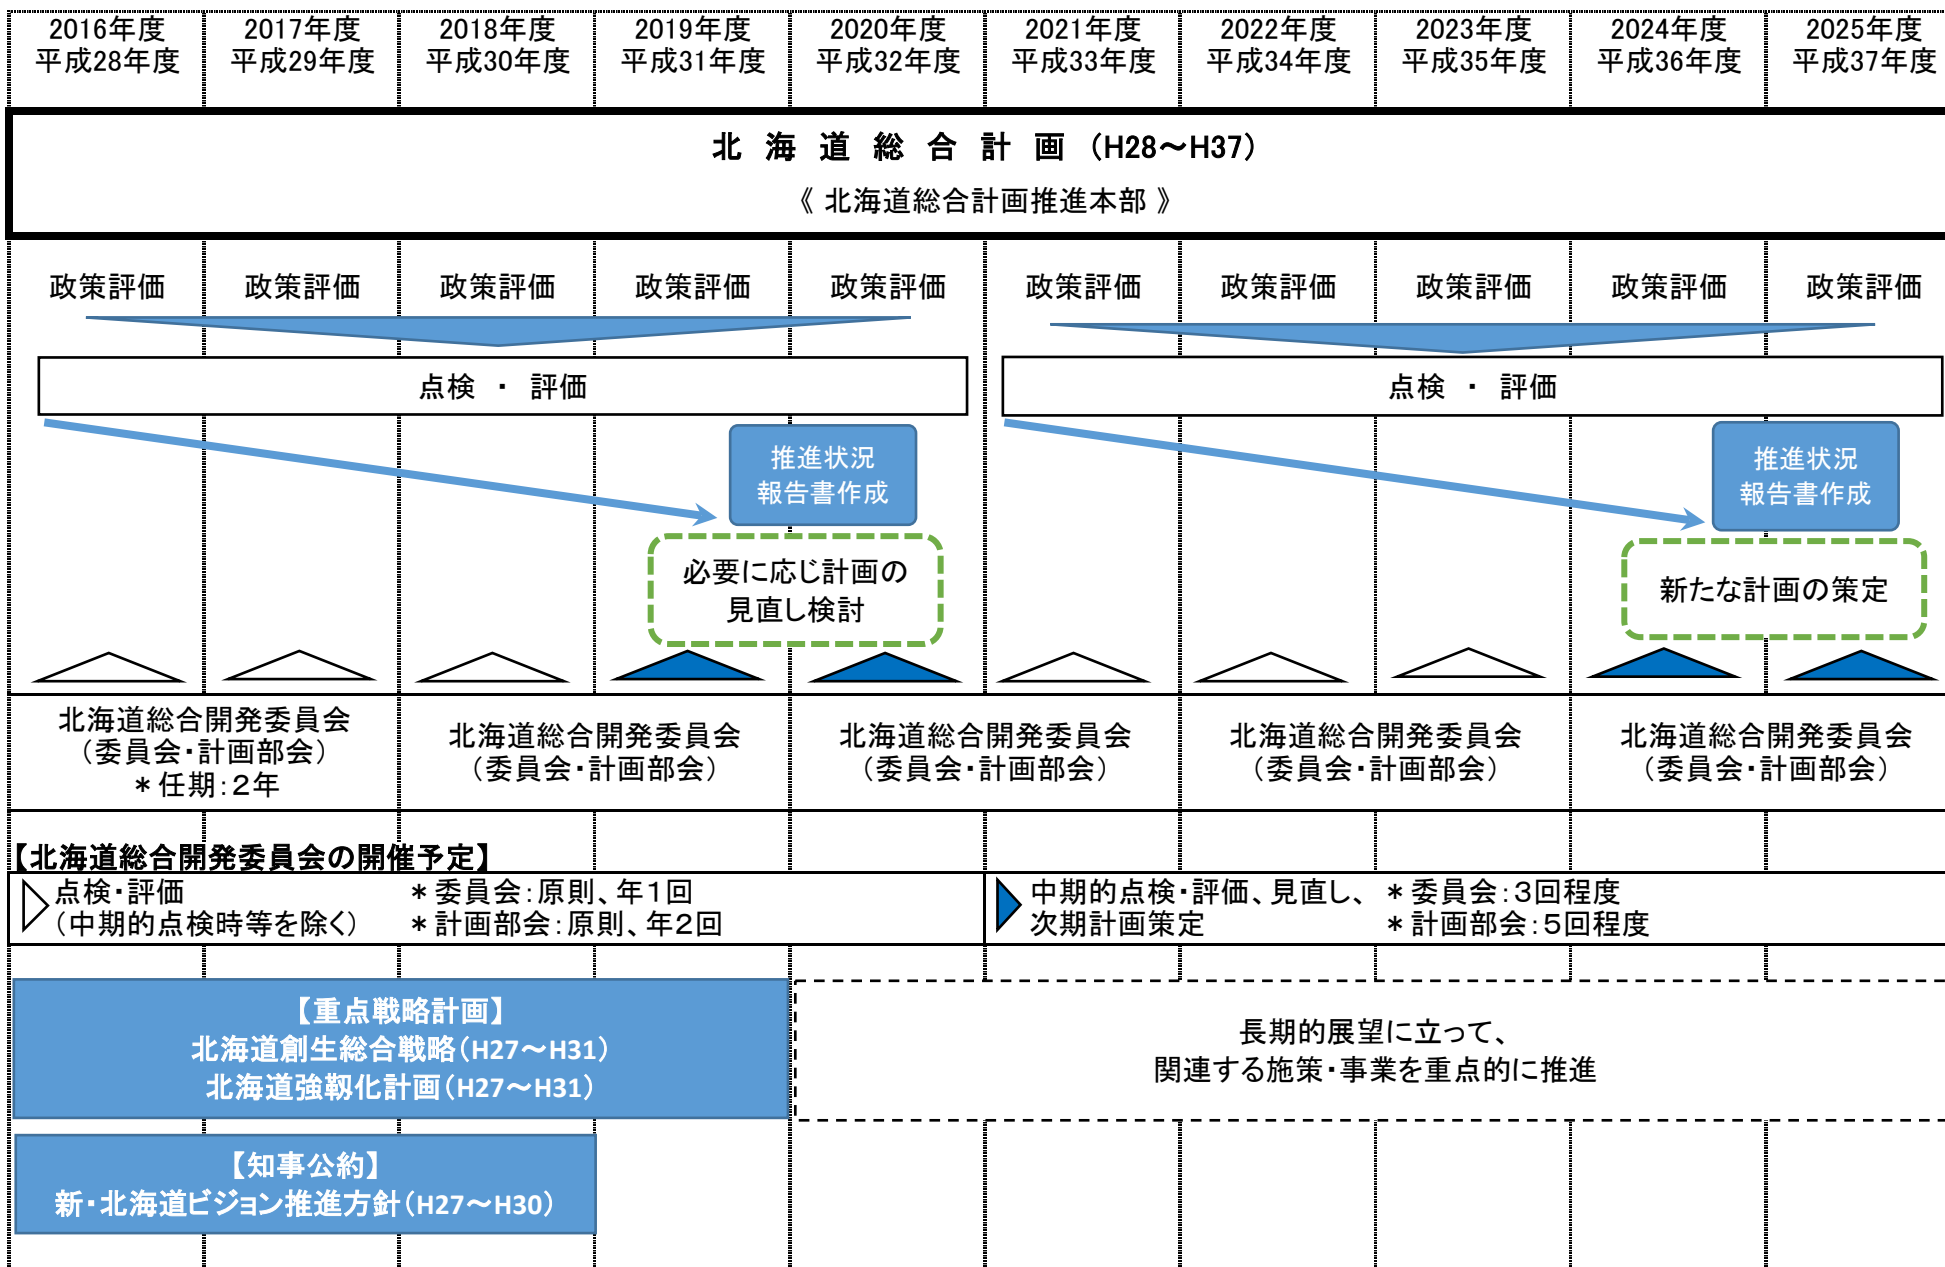 2016年度 2017年度 2018年度 2019年度 2020年度 2021年度 2022年度 2023年度 2024年度 2025年度
平成28年度 平成29年度 平成30年度 平成31年度 平成32年度 平成33年度 平成34年度 平成35年度 平成36年度 平成37年度
北海道総合計画(H28～H37)
《 北海道総合計画推進本部 》
政策評価 政策評価 政策評価 政策評価 政策評価 政策評価 政策評価 政策評価 政策評価 政策評価
点検 ・ 評価
点検 ・ 評価
推進状況
報告書作成
推進状況
報告書作成
必要に応じ計画の
見直し検討
新たな計画の策定
北海道総合開発委員会
(委員会・計画部会)
＊任期：２年
北海道総合開発委員会
(委員会・計画部会)
北海道総合開発委員会
(委員会・計画部会)
北海道総合開発委員会
(委員会・計画部会)
北海道総合開発委員会
(委員会・計画部会)
【北海道総合開発委員会の開催予定】
点検・評価 ＊委員会：原則、年１回
(中期的点検時等を除く) ＊計画部会：原則、年２回
中期的点検・評価、見直し、 ＊委員会：３回程度
次期計画策定 ＊計画部会：５回程度
【重点戦略計画】
北海道創生総合戦略(H27～H31)
北海道強靱化計画(H27～H31)
長期的展望に立って、
関連する施策・事業を重点的に推進
【知事公約】
新・北海道ビジョン推進方針(H27～H30)